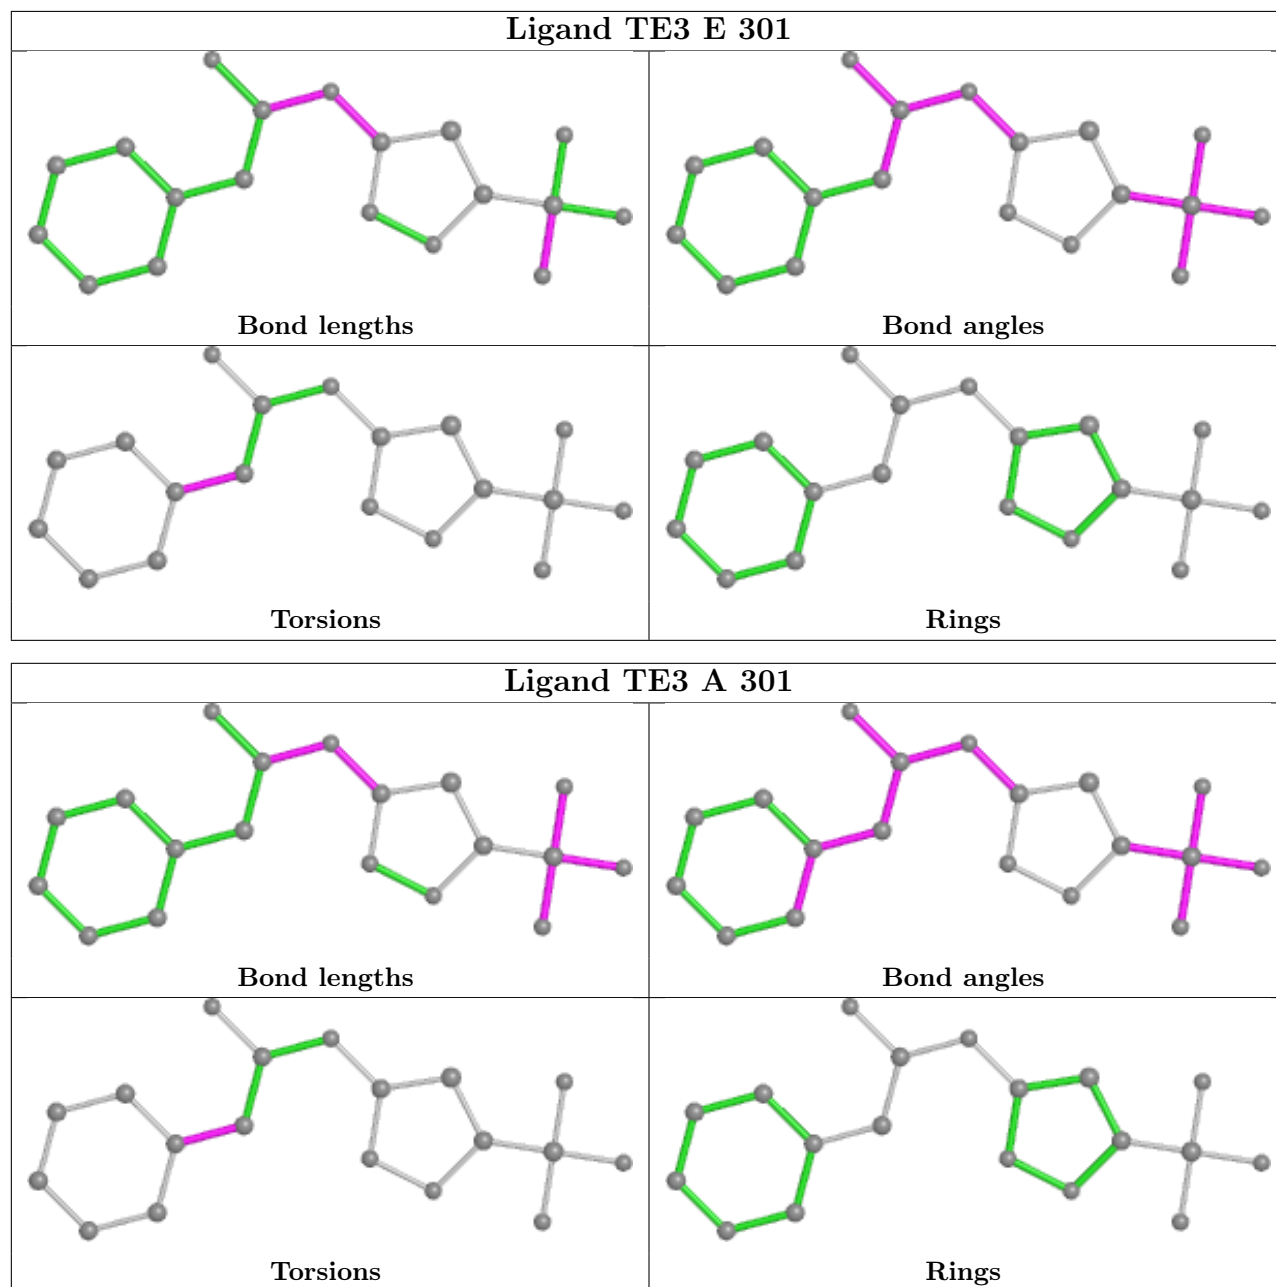 Ligand TE3 E 301
Bond lengths
Bond angles
Torsions
Rings
Ligand TE3 A 301
Bond lengths
Bond angles
Torsions
Rings